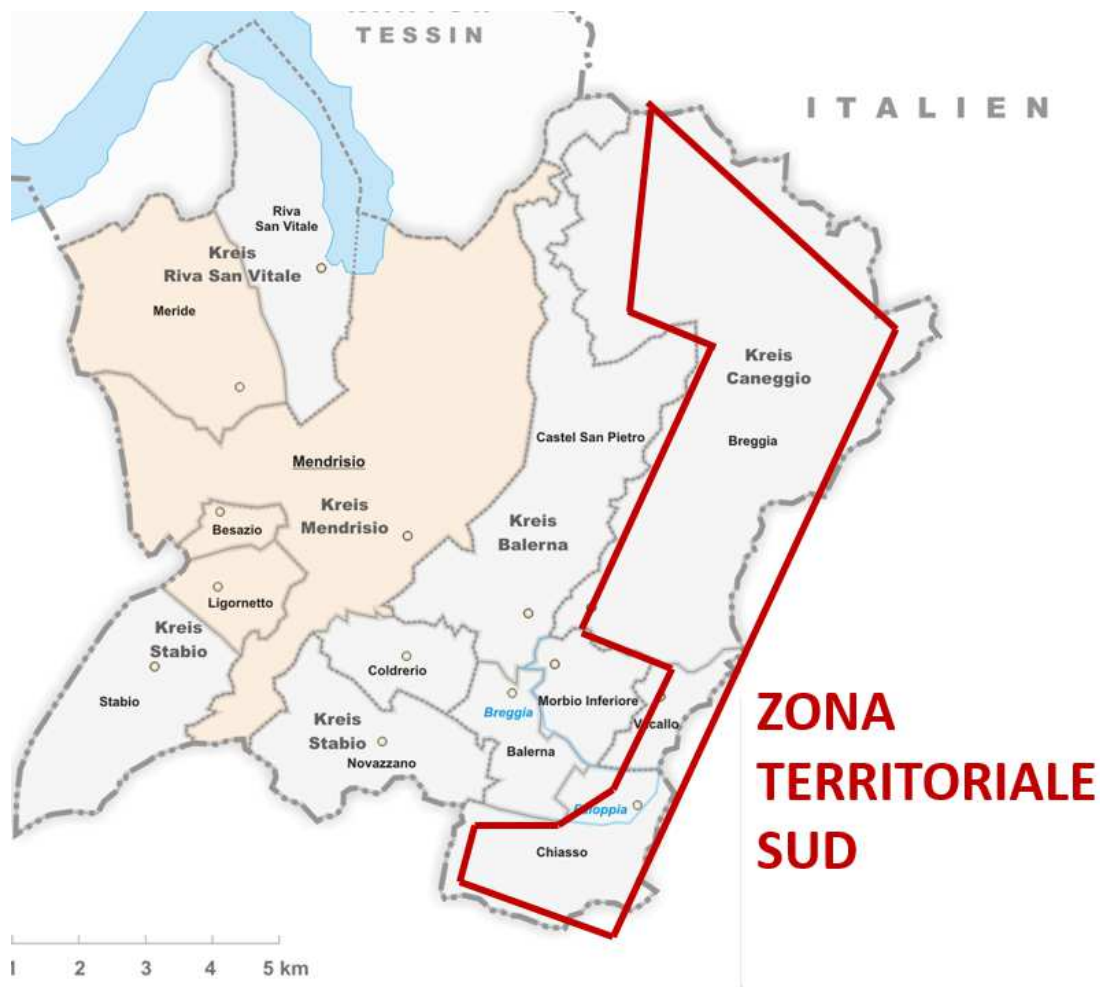 TESSIN
ITALIEN
Riva
San Vitale
Kreis
Riva San Vitale
Meride
Kreis
Caneggio
Breggia
Castel San Pietro
Mendrisio
Kreis
Mendrisio
Besazio
Kreis
Balerna
Ligornetto
Kreis
Stabio
Stabio
Coldrerio
Morbio Inferiore
Breggia
Vacallo
Kreis
Stabio
Novazzano
Balerna
Chiasso
ZONA
TERRITORIALE
SUD
1 2 3 4 5 km